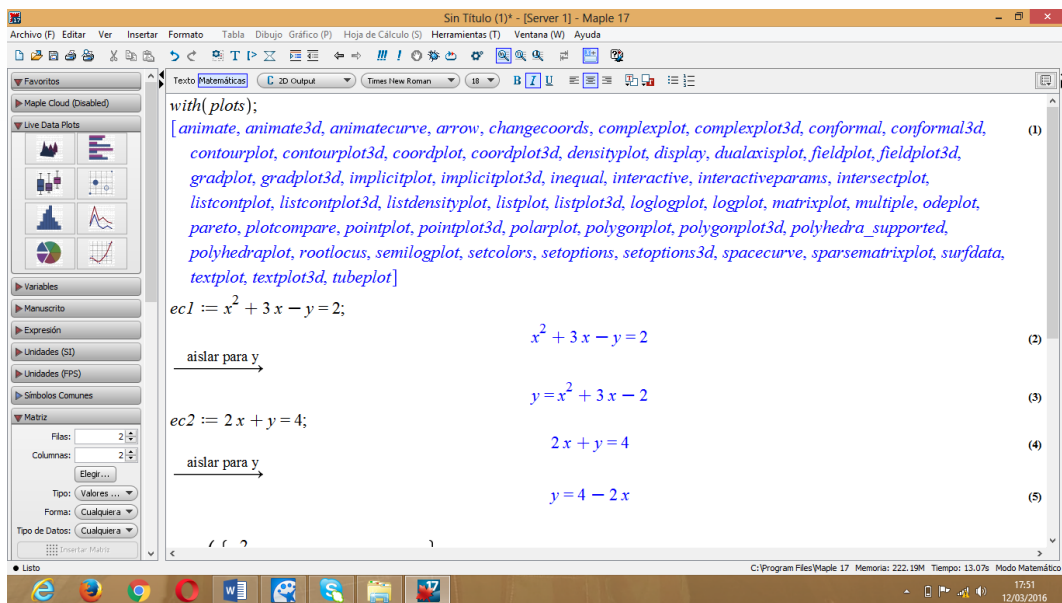 Sin Título (1)* - [Server 1] - Maple 17
Archivo (F) Editar Ver Insertar Formato Tabla Dibujo Gráfico (P) Hoja de Cálculo (S) Herramientas (T) Ventana (W) Ayuda
Texto Matemáticas C 2D Output Times New Roman 18 B I U
Favoritos
Maple Cloud (Disabled)
Live Data Plots
Variables
Manuscrito
Expresión
Unidades (SI)
Unidades (FPS)
Símbolos Comunes
Matriz
Filas: 2
Columnas: 2
Elegir...
Tipo: Valores ...
Forma: Cualquiera
Tipo de Datos: Cualquiera
Insertar Matriz
with(plots);
[animate, animate3d, animatecurve, arrow, changecoords, complexplot, complexplot3d, conformal, conformal3d, (1)
contourplot, contourplot3d, coordplot, coordplot3d, densityplot, display, dualaxisplot, fieldplot, fieldplot3d,
gradplot, gradplot3d, implicitplot, implicitplot3d, inequal, interactive, interactiveparams, intersectplot,
listcontplot, listcontplot3d, listdensityplot, listplot, listplot3d, loglogplot, logplot, matrixplot, multiple, odeplot,
pareto, plotcompare, pointplot, pointplot3d, polarplot, polygonplot, polygonplot3d, polyhedra_supported,
polyhedraplot, rootlocus, semilogplot, setcolors, setoptions, setoptions3d, spacecurve, sparsematrixplot, surfdata,
textplot, textplot3d, tubeplot]
ec1 := x² + 3 x − y = 2;
x² + 3 x − y = 2 (2)
aislar para y
y = x² + 3 x − 2 (3)
ec2 := 2 x + y = 4;
2 x + y = 4 (4)
aislar para y
y = 4 − 2 x (5)
Listo
C:\Program Files\Maple 17 Memoria: 222.19M Tiempo: 13.07s Modo Matemático
17
17:51
12/03/2016